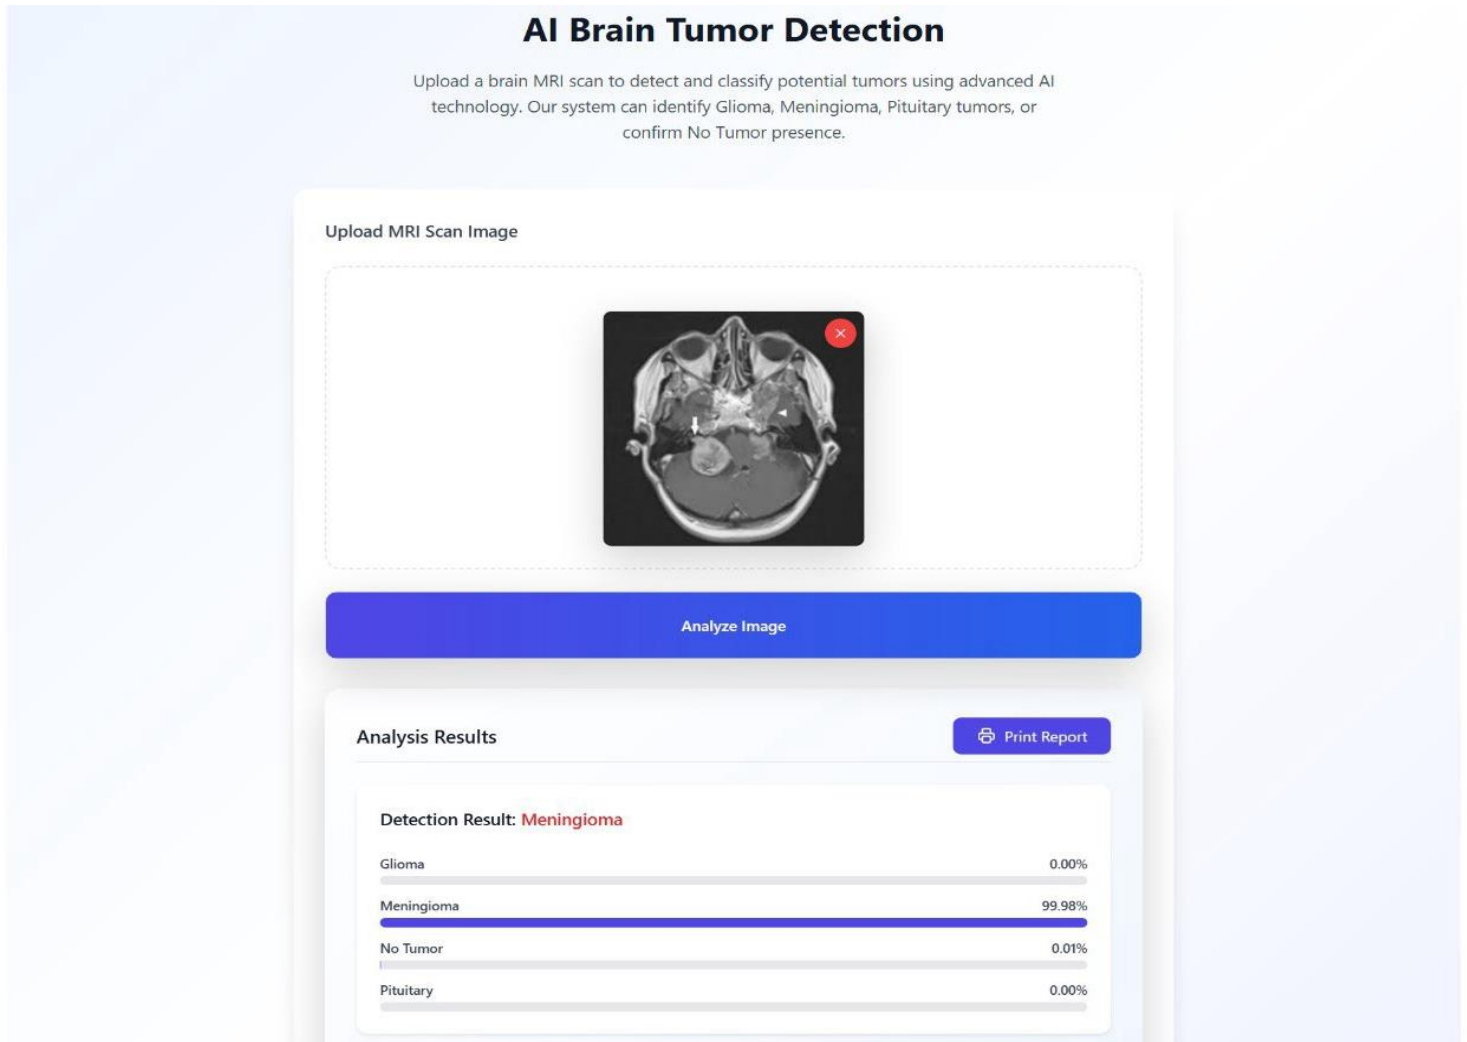 AI Brain Tumor Detection
Upload a brain MRI scan to detect and classify potential tumors using advanced AI
technology. Our system can identify Glioma, Meningioma, Pituitary tumors, or
confirm No Tumor presence.
Upload MRI Scan Image
Analyze Image
Analysis Results
Print Report
Detection Result: Meningioma
Glioma 0.00%
Meningioma 99.98%
No Tumor 0.01%
Pituitary 0.00%